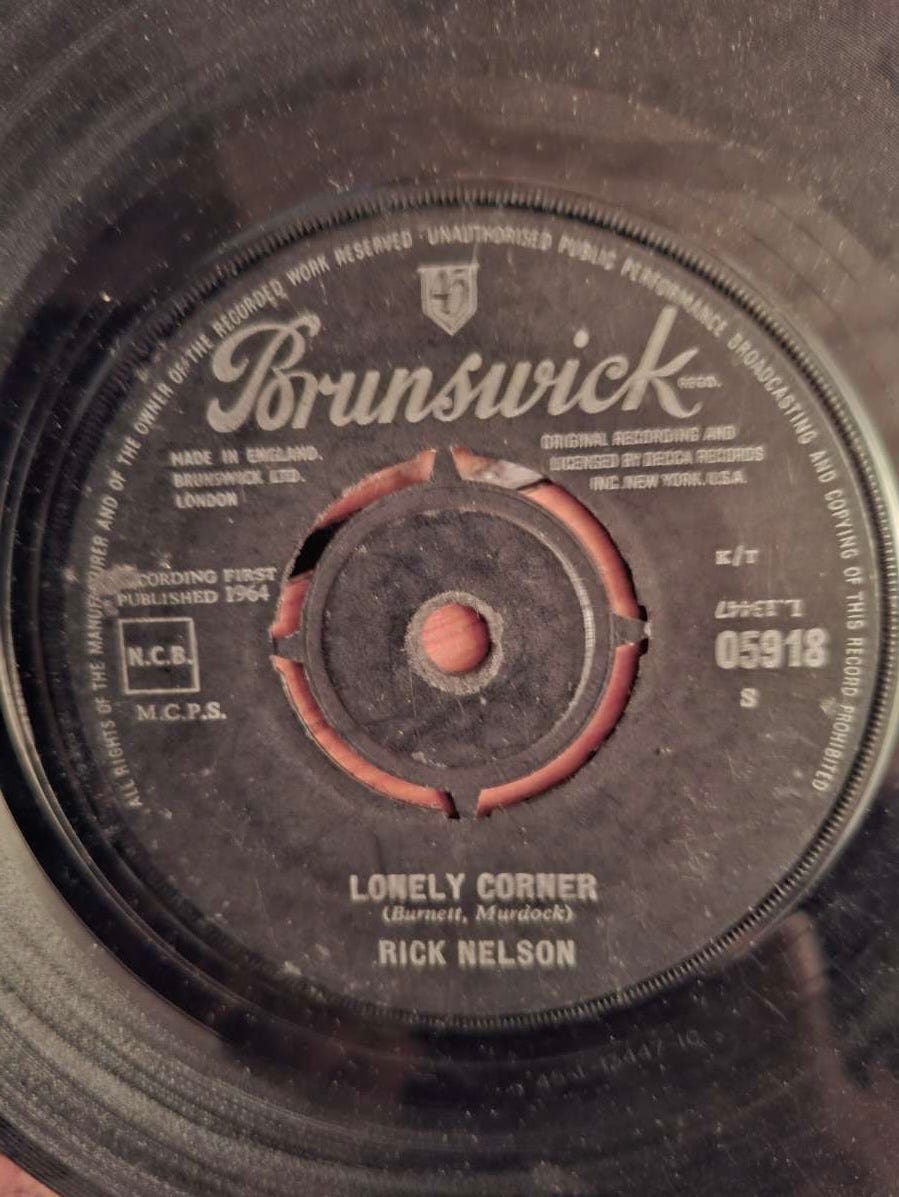 ALL RIGHTS OF THE MANUFACTURER AND OF THE OWNER OF THE RECORDED WORK RESERVED · UNAUTHORISED PUBLIC PERFORMANCE BROADCASTING AND COPYING OF THIS RECORD PROHIBITED
45
Brunswick REGD.
MADE IN ENGLAND.
BRUNSWICK LTD.
LONDON
ORIGINAL RECORDING AND
LICENSED BY DECCA RECORDS
INC. NEW YORK. U.S.A.
RECORDING FIRST
PUBLISHED 1964
N.C.B.
M.C.P.S.
K/T
05918
S
LONELY CORNER
(Burnett, Murdock)
RICK NELSON